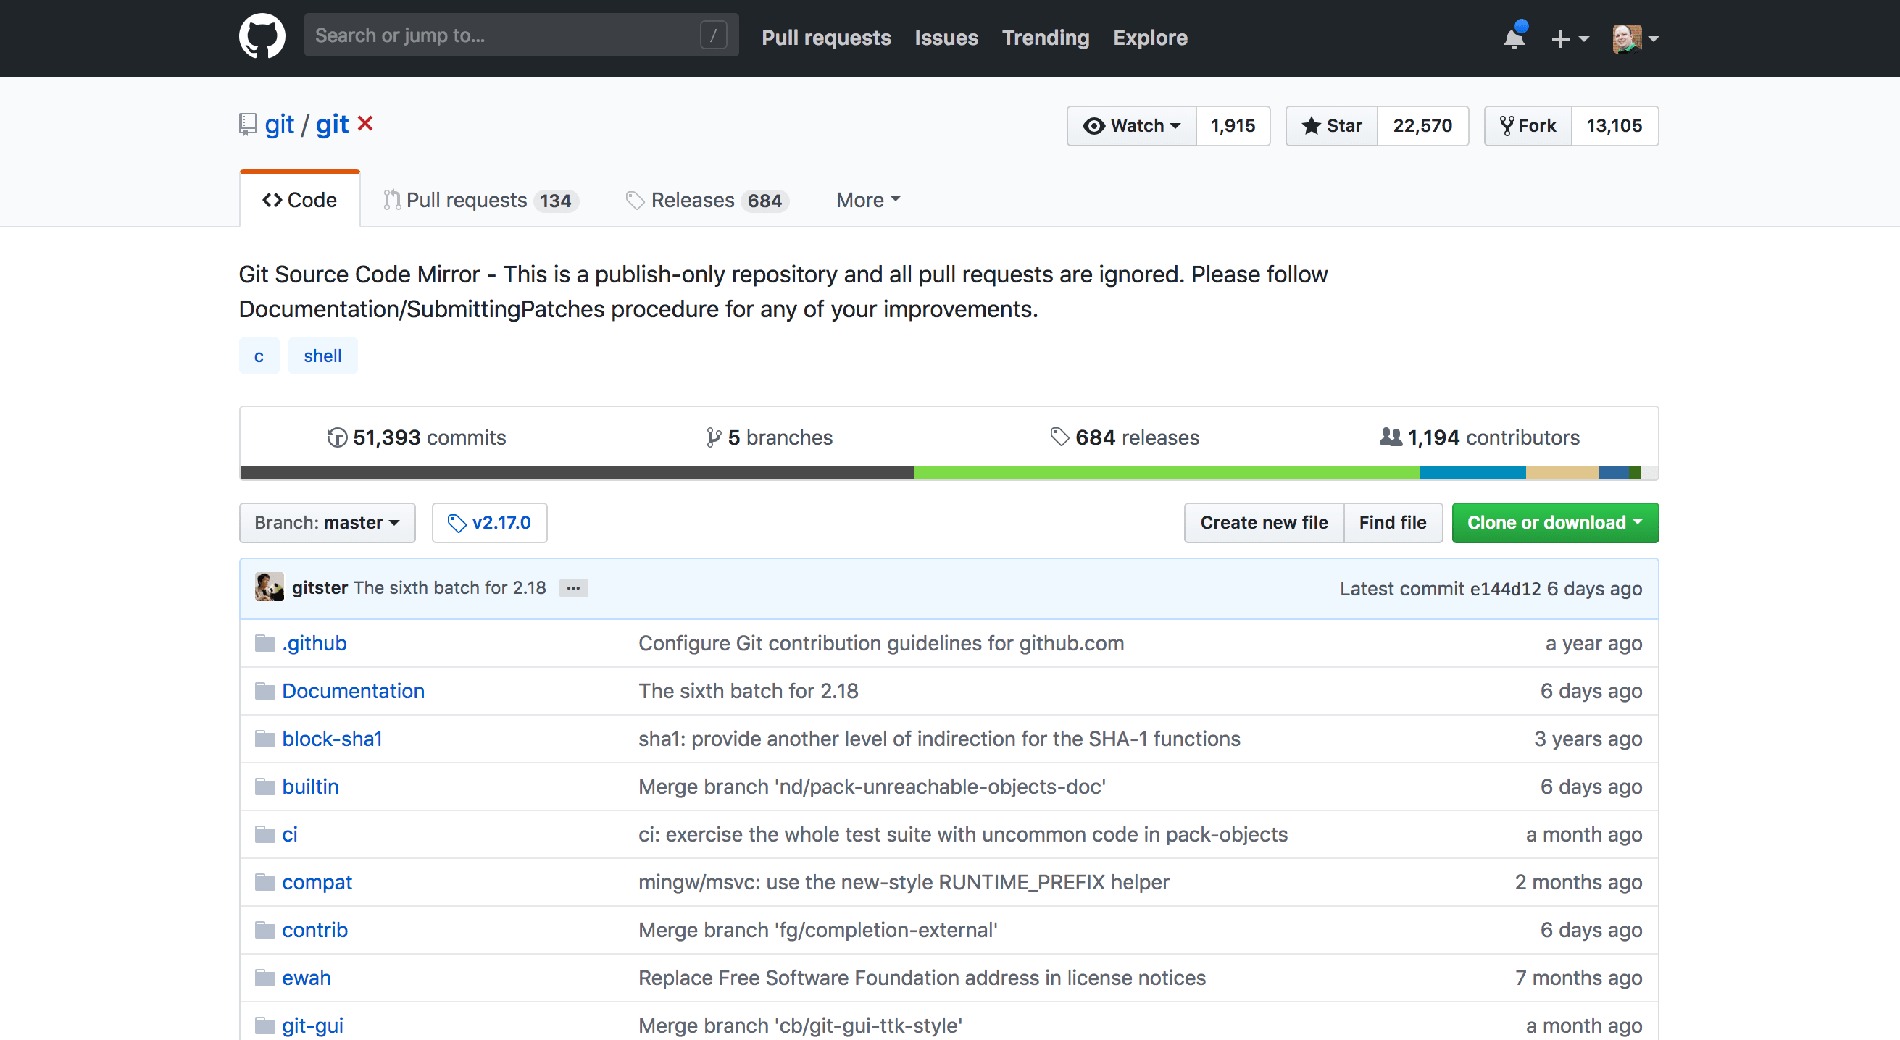 Search or jump to... /
Pull requests Issues Trending Explore
git / git
Watch 1,915 Star 22,570 Fork 13,105
Code Pull requests 134 Releases 684 More
Git Source Code Mirror - This is a publish-only repository and all pull requests are ignored. Please follow
Documentation/SubmittingPatches procedure for any of your improvements.
c shell
51,393 commits 5 branches 684 releases 1,194 contributors
Branch: master v2.17.0 Create new file Find file Clone or download
gitster The sixth batch for 2.18 ... Latest commit e144d12 6 days ago
.github Configure Git contribution guidelines for github.com a year ago
Documentation The sixth batch for 2.18 6 days ago
block-sha1 sha1: provide another level of indirection for the SHA-1 functions 3 years ago
builtin Merge branch 'nd/pack-unreachable-objects-doc' 6 days ago
ci ci: exercise the whole test suite with uncommon code in pack-objects a month ago
compat mingw/msvc: use the new-style RUNTIME_PREFIX helper 2 months ago
contrib Merge branch 'fg/completion-external' 6 days ago
ewah Replace Free Software Foundation address in license notices 7 months ago
git-gui Merge branch 'cb/git-gui-ttk-style' a month ago